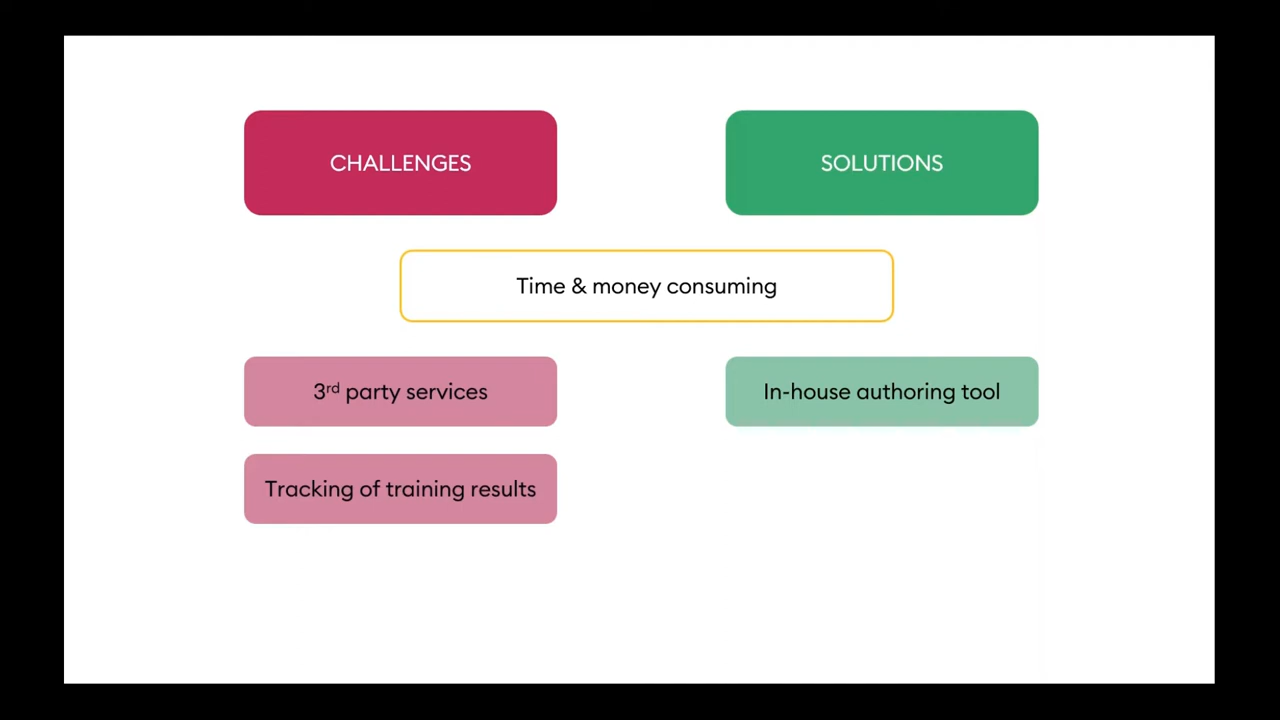 CHALLENGES
SOLUTIONS
Time & money consuming
3rd party services
In-house authoring tool
Tracking of training results